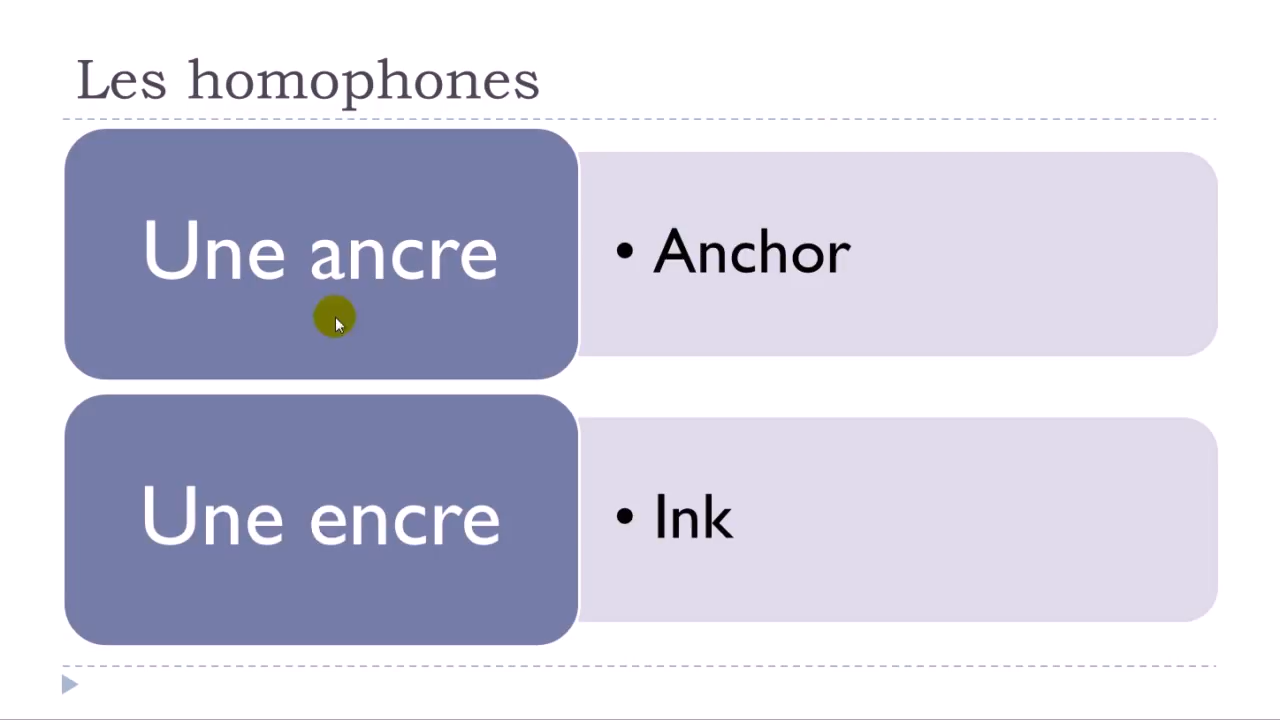 Les homophones
Une ancre
• Anchor
Une encre
• Ink